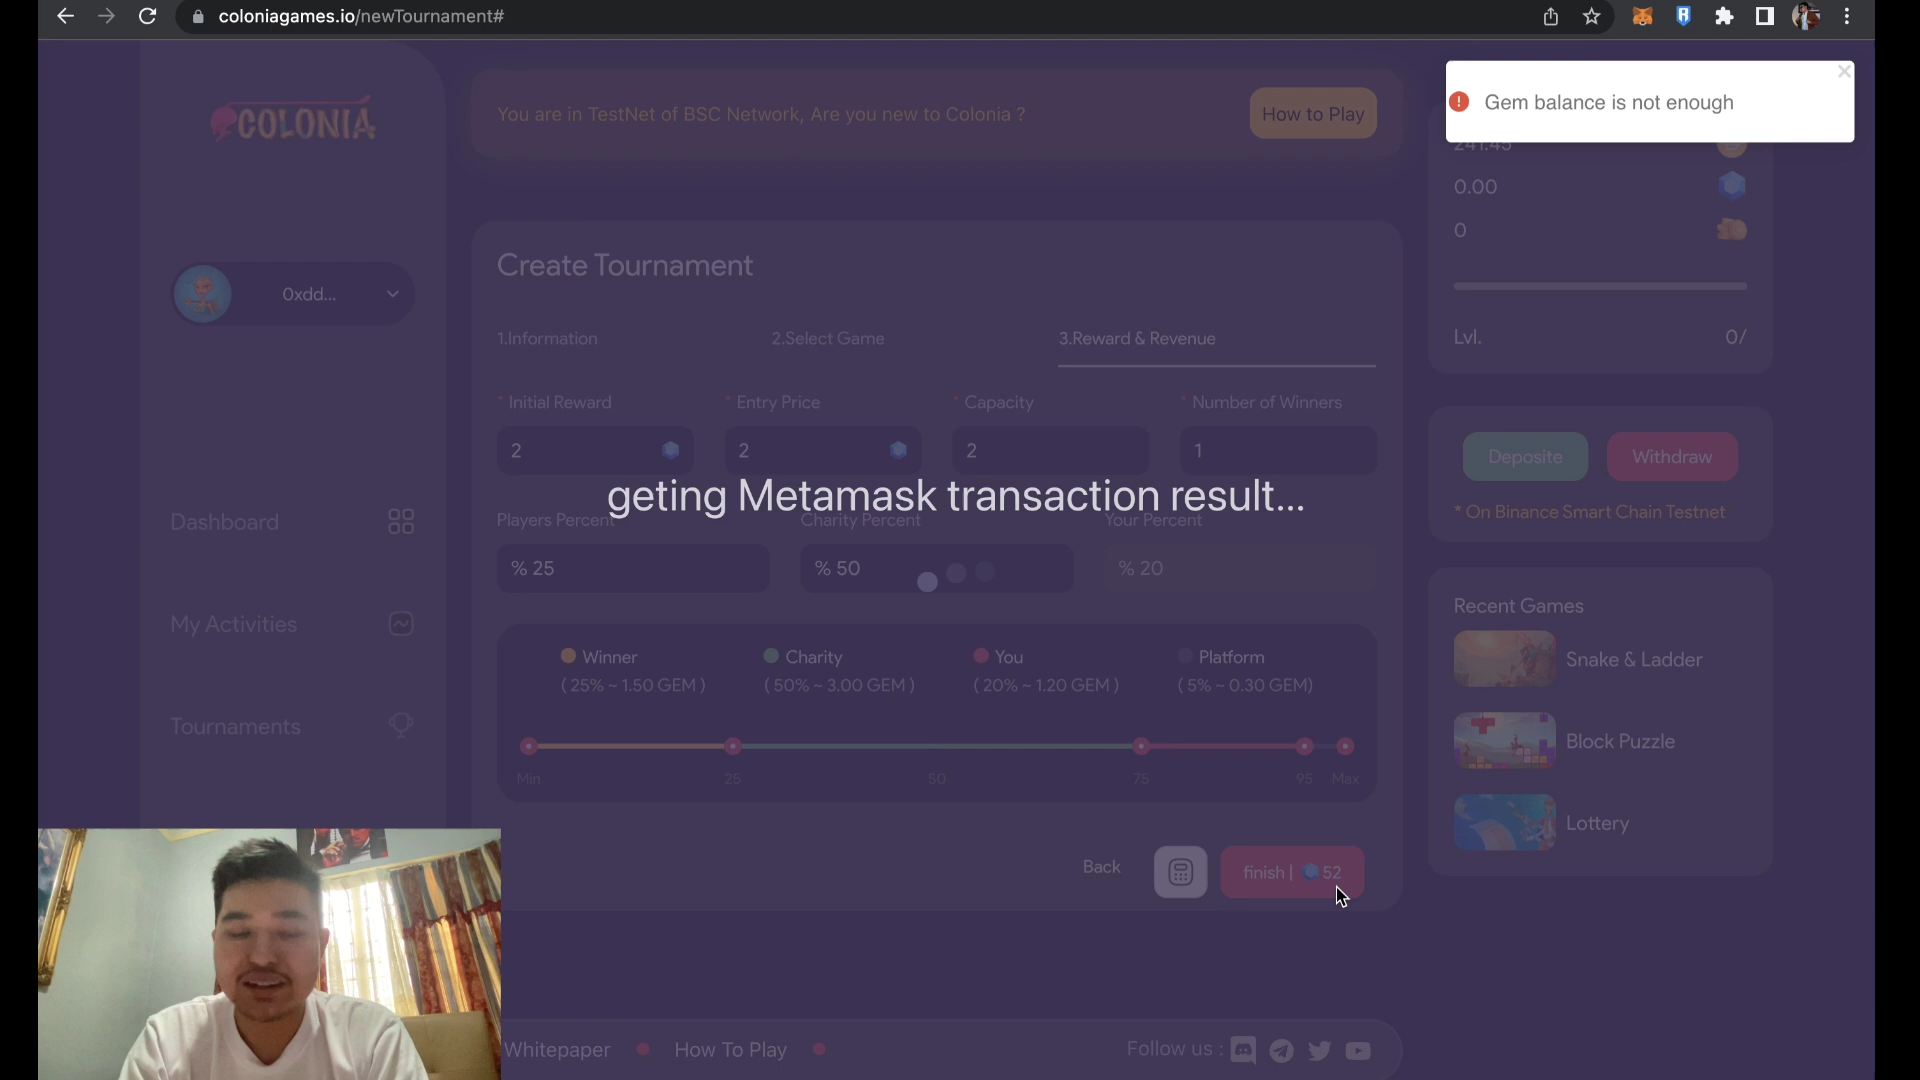 coloniagames.io/newTournament#
COLONIA
You are in TestNet of BSC Network, Are you new to Colonia ?
How to Play
Gem balance is not enough
241.45
0.00
0
Lvl.
0/
0xdd...
Create Tournament
1.Information
2.Select Game
3.Reward & Revenue
* Initial Reward
* Entry Price
* Capacity
* Number of Winners
2
2
2
1
geting Metamask transaction result...
Players Percent
Charity Percent
Your Percent
% 25
% 50
% 20
Winner
Charity
You
Platform
( 25% ~ 1.50 GEM )
( 50% ~ 3.00 GEM )
( 20% ~ 1.20 GEM )
( 5% ~ 0.30 GEM)
Min
25
50
75
95
Max
Back
finish |
52
Dashboard
My Activities
Tournaments
Deposite
Withdraw
* On Binance Smart Chain Testnet
Recent Games
Snake & Ladder
Block Puzzle
Lottery
Whitepaper
How To Play
Follow us :